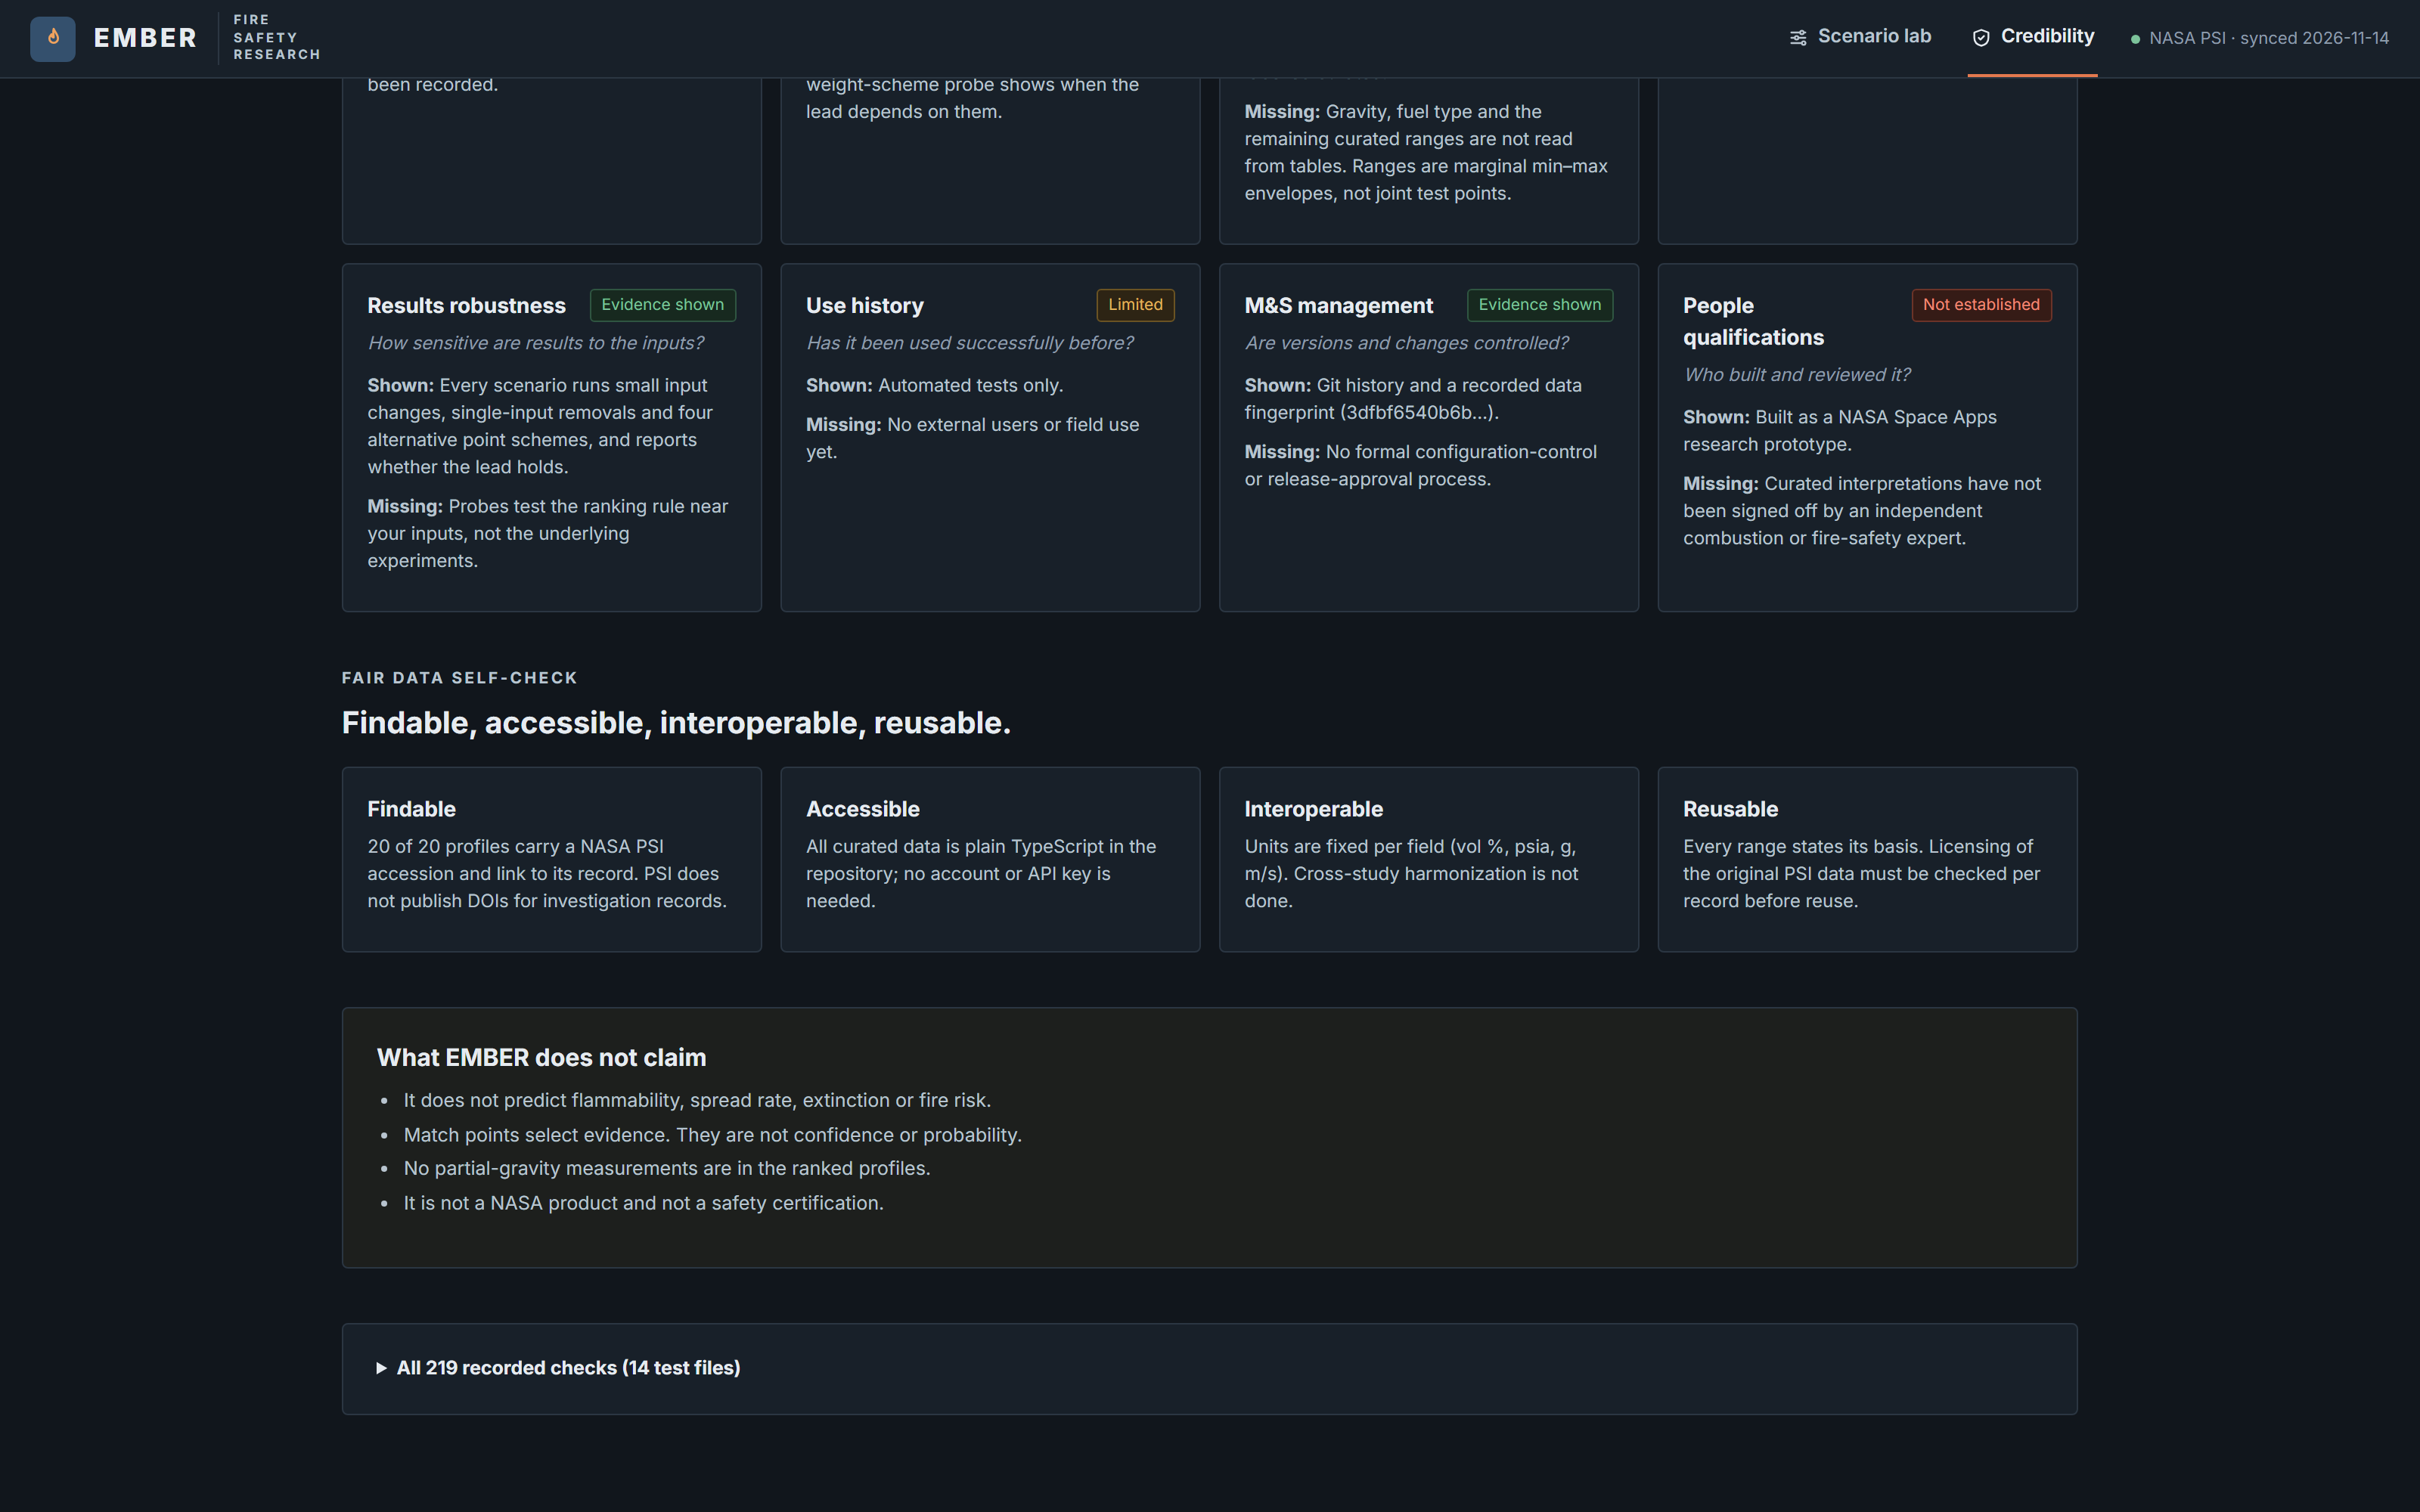 EMBER
FIRE
SAFETY
RESEARCH
Scenario lab
Credibility
NASA PSI · synced 2026-11-14
been recorded.
weight-scheme probe shows when the
lead depends on them.
Missing: Gravity, fuel type and the
remaining curated ranges are not read
from tables. Ranges are marginal min–max
envelopes, not joint test points.
Results robustness
Evidence shown
How sensitive are results to the inputs?
Shown: Every scenario runs small input
changes, single-input removals and four
alternative point schemes, and reports
whether the lead holds.
Missing: Probes test the ranking rule near
your inputs, not the underlying
experiments.
Use history
Limited
Has it been used successfully before?
Shown: Automated tests only.
Missing: No external users or field use
yet.
M&S management
Evidence shown
Are versions and changes controlled?
Shown: Git history and a recorded data
fingerprint (3dfbf6540b6b…).
Missing: No formal configuration-control
or release-approval process.
People
qualifications
Not established
Who built and reviewed it?
Shown: Built as a NASA Space Apps
research prototype.
Missing: Curated interpretations have not
been signed off by an independent
combustion or fire-safety expert.
FAIR DATA SELF-CHECK
Findable, accessible, interoperable, reusable.
Findable
20 of 20 profiles carry a NASA PSI
accession and link to its record. PSI does
not publish DOIs for investigation records.
Accessible
All curated data is plain TypeScript in the
repository; no account or API key is
needed.
Interoperable
Units are fixed per field (vol %, psia, g,
m/s). Cross-study harmonization is not
done.
Reusable
Every range states its basis. Licensing of
the original PSI data must be checked per
record before reuse.
What EMBER does not claim
• It does not predict flammability, spread rate, extinction or fire risk.
• Match points select evidence. They are not confidence or probability.
• No partial-gravity measurements are in the ranked profiles.
• It is not a NASA product and not a safety certification.
▶ All 219 recorded checks (14 test files)